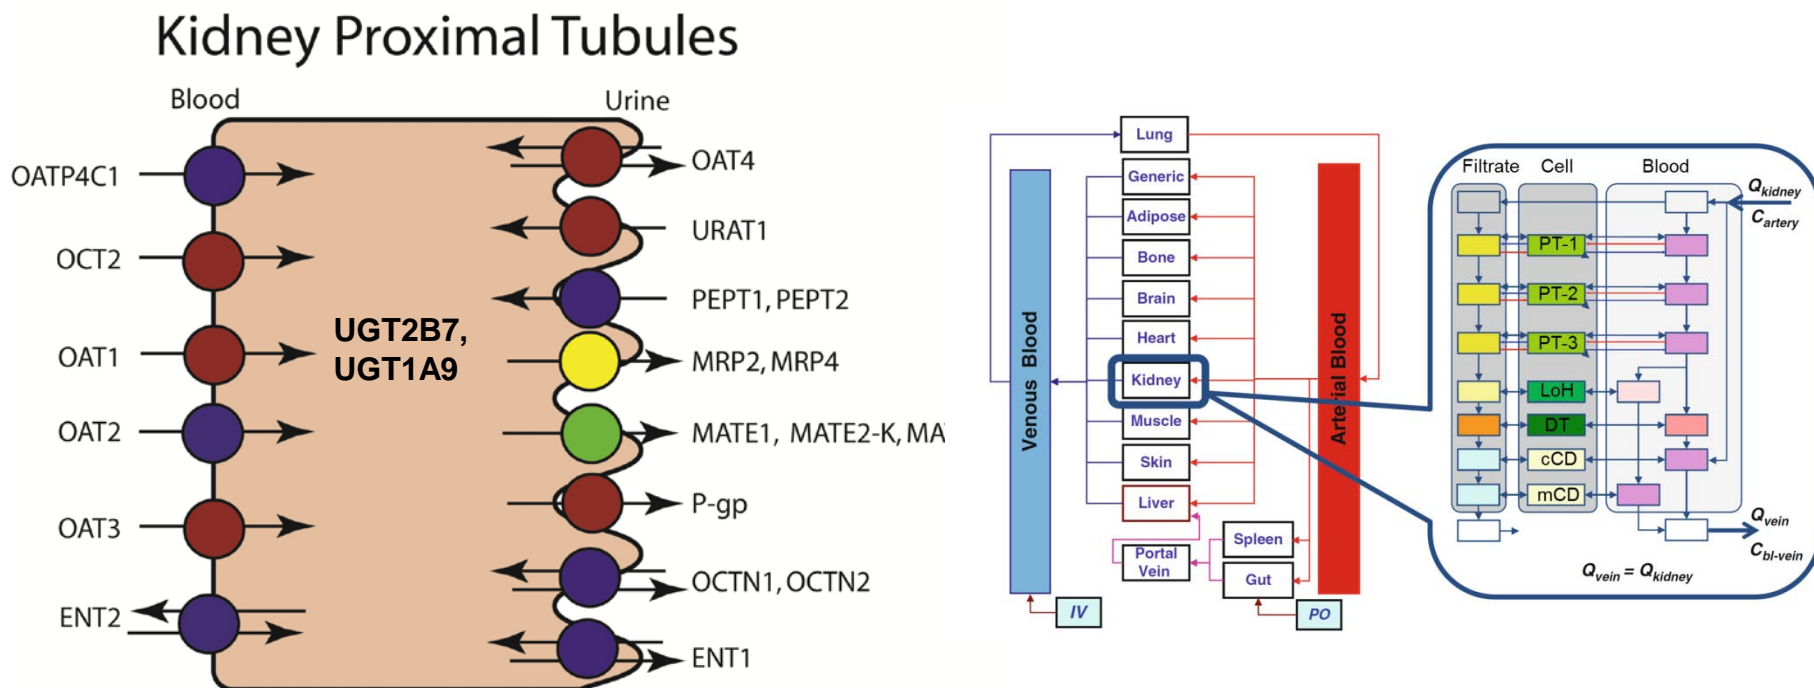 Kidney Proximal Tubules
Blood
Urine
OATP4C1
OCT2
OAT1
OAT2
OAT3
ENT2
UGT2B7,
UGT1A9
OAT4
URAT1
PEPT1, PEPT2
MRP2, MRP4
MATE1, MATE2-K, MA
P-gp
OCTN1, OCTN2
ENT1
Venous Blood
Lung
Generic
Adipose
Bone
Brain
Heart
Kidney
Muscle
Skin
Liver
Portal
Vein
Spleen
Gut
IV
PO
Arterial Blood
Filtrate Cell Blood
Qkidney
Cartery
PT-1
PT-2
PT-3
LoH
DT
cCD
mCD
Qvein
Cbl-vein
Qvein = Qkidney